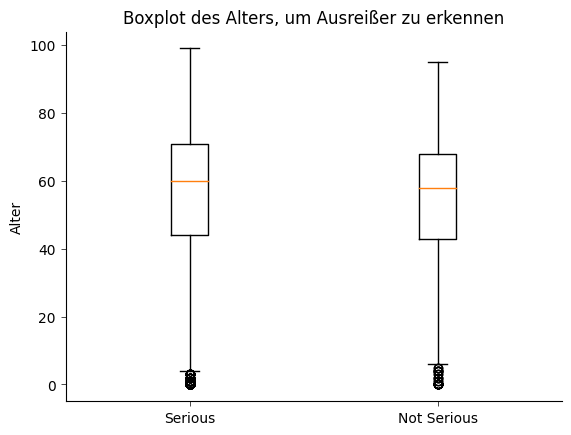 Boxplot des Alters, um Ausreißer zu erkennen
100
80
60
40
20
0
Alter
Serious
Not Serious